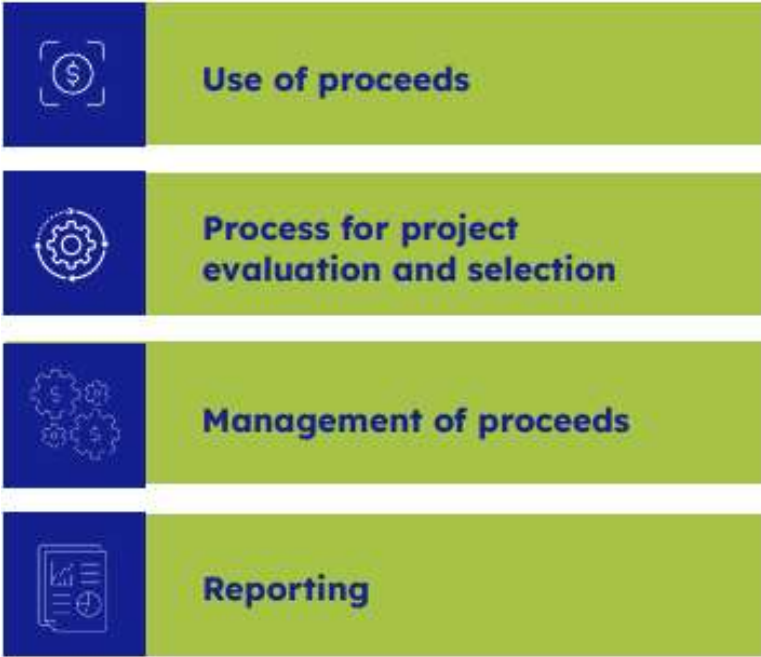 Use of proceeds
Process for project
evaluation and selection
Management of proceeds
Reporting